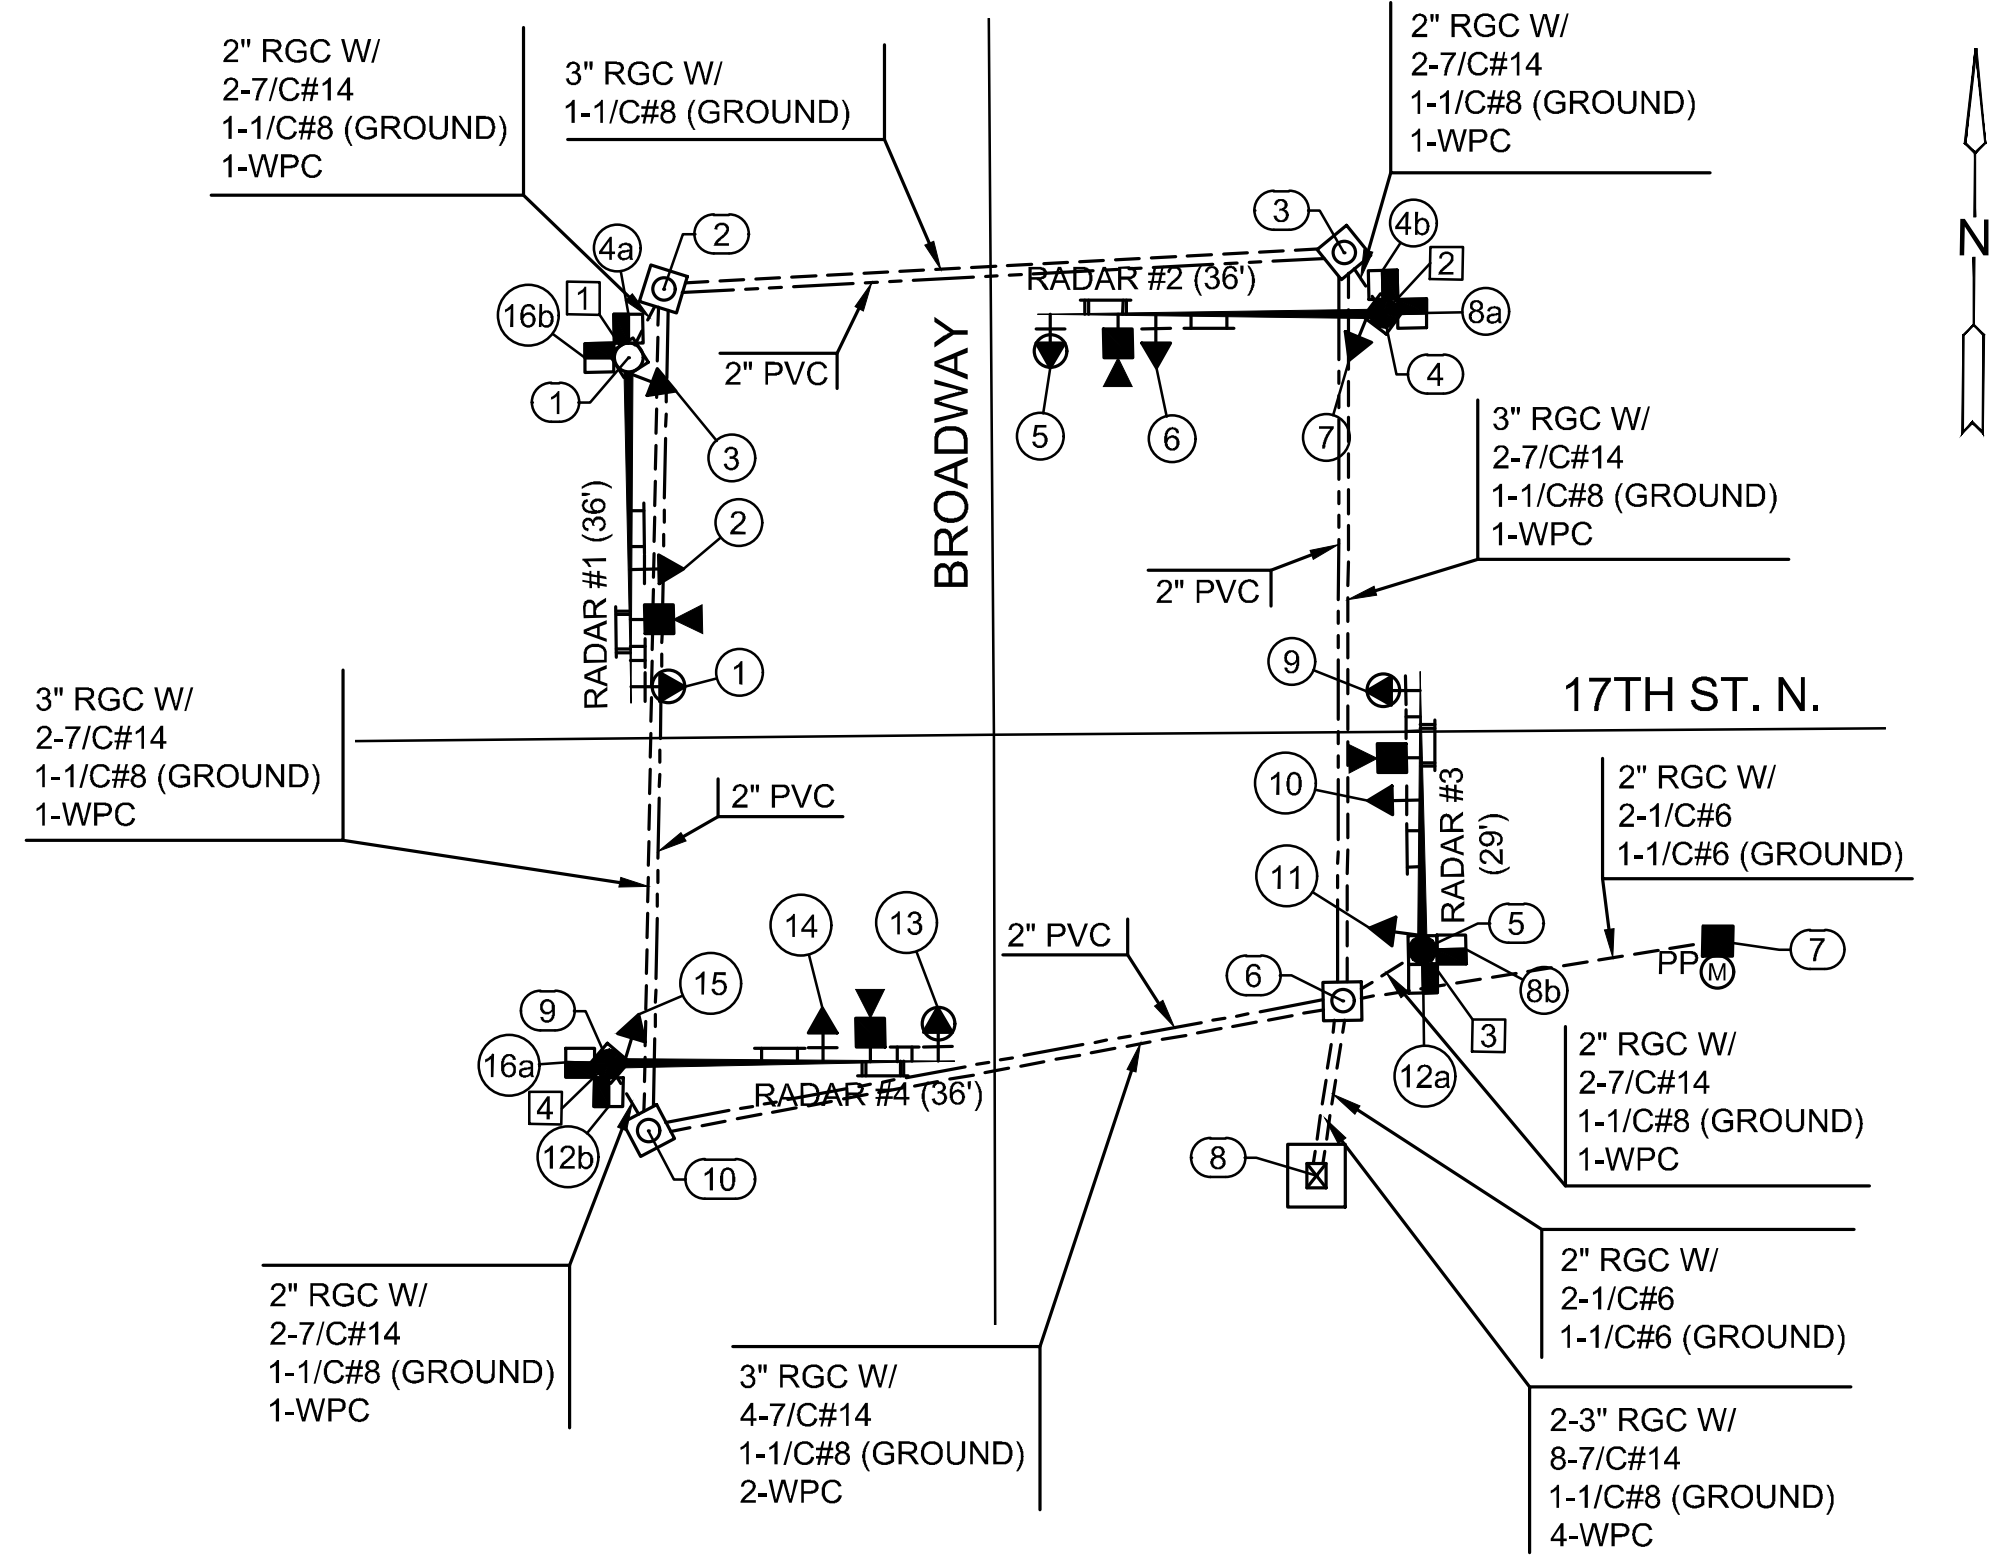 2" RGC W/
2-7/C#14
1-1/C#8 (GROUND)
1-WPC
3" RGC W/
1-1/C#8 (GROUND)
2" RGC W/
2-7/C#14
1-1/C#8 (GROUND)
1-WPC
N
4a
2
3
4b
1
2
16b
RADAR #2 (36')
8a
2" PVC
1
4
3
5
6
7
BROADWAY
3" RGC W/
2-7/C#14
1-1/C#8 (GROUND)
1-WPC
2
RADAR #1 (36')
2" PVC
1
9
17TH ST. N.
3" RGC W/
2-7/C#14
1-1/C#8 (GROUND)
1-WPC
2" PVC
10
RADAR #3
(29')
2" RGC W/
2-1/C#6
1-1/C#6 (GROUND)
11
14
13
2" PVC
5
7
PP
M
6
8b
15
9
3
16a
12a
RADAR #4 (36')
4
12b
10
8
2" RGC W/
2-7/C#14
1-1/C#8 (GROUND)
1-WPC
2" RGC W/
2-7/C#14
1-1/C#8 (GROUND)
1-WPC
3" RGC W/
4-7/C#14
1-1/C#8 (GROUND)
2-WPC
2" RGC W/
2-1/C#6
1-1/C#6 (GROUND)
2-3" RGC W/
8-7/C#14
1-1/C#8 (GROUND)
4-WPC